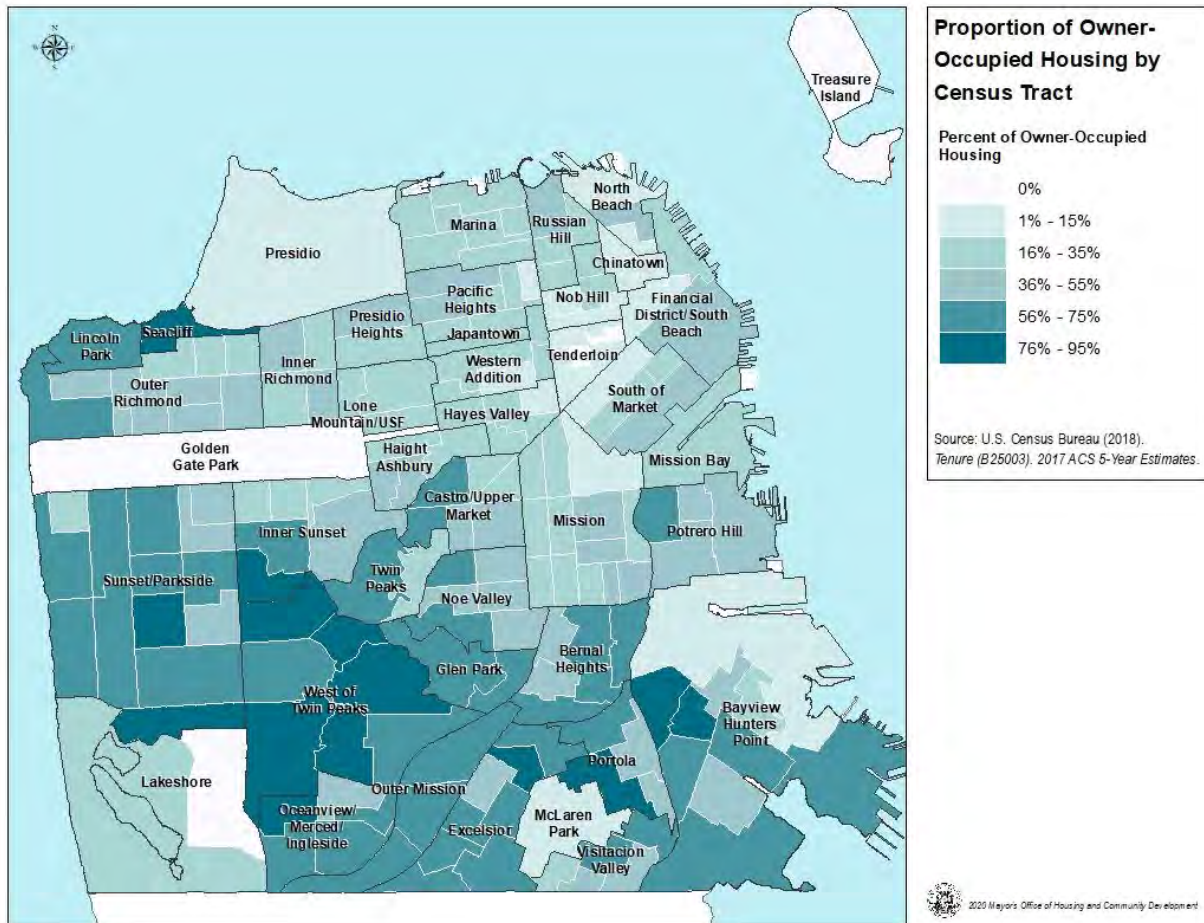 Proportion of Owner-
Occupied Housing by
Census Tract
Percent of Owner-Occupied
Housing
0%
1% - 15%
16% - 35%
36% - 55%
56% - 75%
76% - 95%
Source: U.S. Census Bureau (2018).
Tenure (B25003). 2017 ACS 5-Year Estimates.
2020 Mayor's Office of Housing and Community Development
Treasure
Island
North
Beach
Marina
Russian
Hill
Presidio
Chinatown
Pacific
Heights
Nob Hill
Financial
District/South
Beach
Presidio
Heights
Seacliff
Lincoln
Park
Japantown
Tenderloin
Inner
Richmond
Western
Addition
Outer
Richmond
South of
Market
Lone
Mountain/USF
Hayes Valley
Golden
Gate Park
Haight
Ashbury
Mission Bay
Castro/Upper
Market
Mission
Potrero Hill
Inner Sunset
Sunset/Parkside
Twin
Peaks
Noe Valley
Bernal
Heights
Glen Park
West of
Twin Peaks
Bayview
Hunters
Point
Portola
Lakeshore
Outer Mission
Oceanview/
Merced/
Ingleside
Excelsior
McLaren
Park
Visitacion
Valley